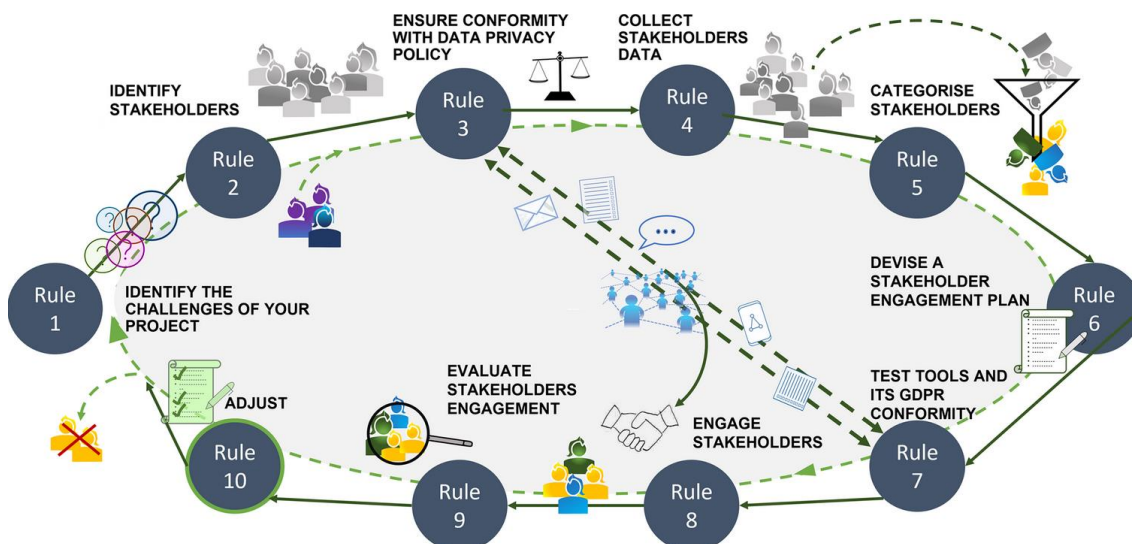 ENSURE CONFORMITY
WITH DATA PRIVACY
POLICY
COLLECT
STAKEHOLDERS
DATA
IDENTIFY
STAKEHOLDERS
CATEGORISE
STAKEHOLDERS
Rule
3
Rule
4
Rule
2
Rule
5
?
?
?
?
?
Rule
1
IDENTIFY THE
CHALLENGES OF YOUR
PROJECT
DEVISE A
STAKEHOLDER
ENGAGEMENT PLAN
Rule
6
EVALUATE
STAKEHOLDERS
ENGAGEMENT
TEST TOOLS AND
ITS GDPR
CONFORMITY
ADJUST
ENGAGE
STAKEHOLDERS
Rule
10
Rule
9
Rule
8
Rule
7